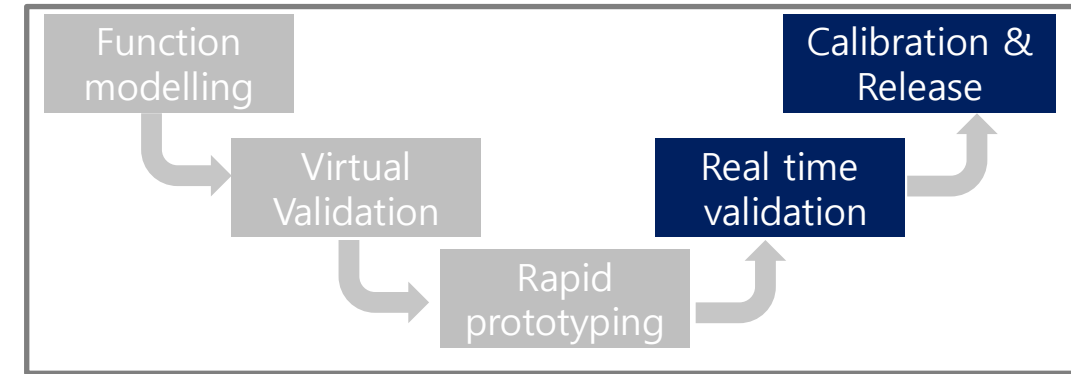 Function
modelling
Virtual
Validation
Rapid
prototyping
Real time
validation
Calibration &
Release